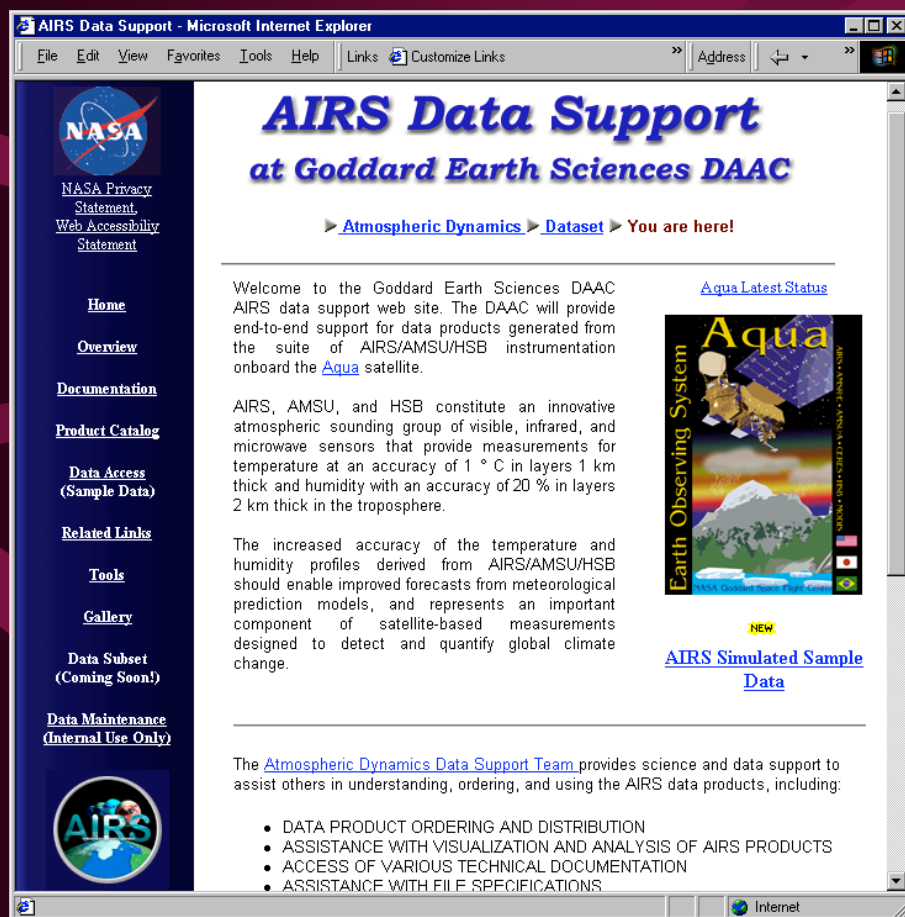 AIRS Data Support - Microsoft Internet Explorer
File Edit View Favorites Tools Help Links Customize Links » Address »
NASA
NASA Privacy
Statement,
Web Accessibiliy
Statement
Home
Overview
Documentation
Product Catalog
Data Access
(Sample Data)
Related Links
Tools
Gallery
Data Subset
(Coming Soon!)
Data Maintenance
(Internal Use Only)
AIRS
AIRS Data Support
at Goddard Earth Sciences DAAC
Atmospheric Dynamics Dataset You are here!
Welcome to the Goddard Earth Sciences DAAC
AIRS data support web site. The DAAC will provide
end-to-end support for data products generated from
the suite of AIRS/AMSU/HSB instrumentation
onboard the Aqua satellite.
AIRS, AMSU, and HSB constitute an innovative
atmospheric sounding group of visible, infrared, and
microwave sensors that provide measurements for
temperature at an accuracy of 1 ° C in layers 1 km
thick and humidity with an accuracy of 20 % in layers
2 km thick in the troposphere.
The increased accuracy of the temperature and
humidity profiles derived from AIRS/AMSU/HSB
should enable improved forecasts from meteorological
prediction models, and represents an important
component of satellite-based measurements
designed to detect and quantify global climate
change.
Aqua Latest Status
Aqua
Earth Observing System
NASA Goddard Space Flight Center
NEW
AIRS Simulated Sample
Data
The Atmospheric Dynamics Data Support Team provides science and data support to
assist others in understanding, ordering, and using the AIRS data products, including:
• DATA PRODUCT ORDERING AND DISTRIBUTION
• ASSISTANCE WITH VISUALIZATION AND ANALYSIS OF AIRS PRODUCTS
• ACCESS OF VARIOUS TECHNICAL DOCUMENTATION
• ASSISTANCE WITH FILE SPECIFICATIONS
Internet